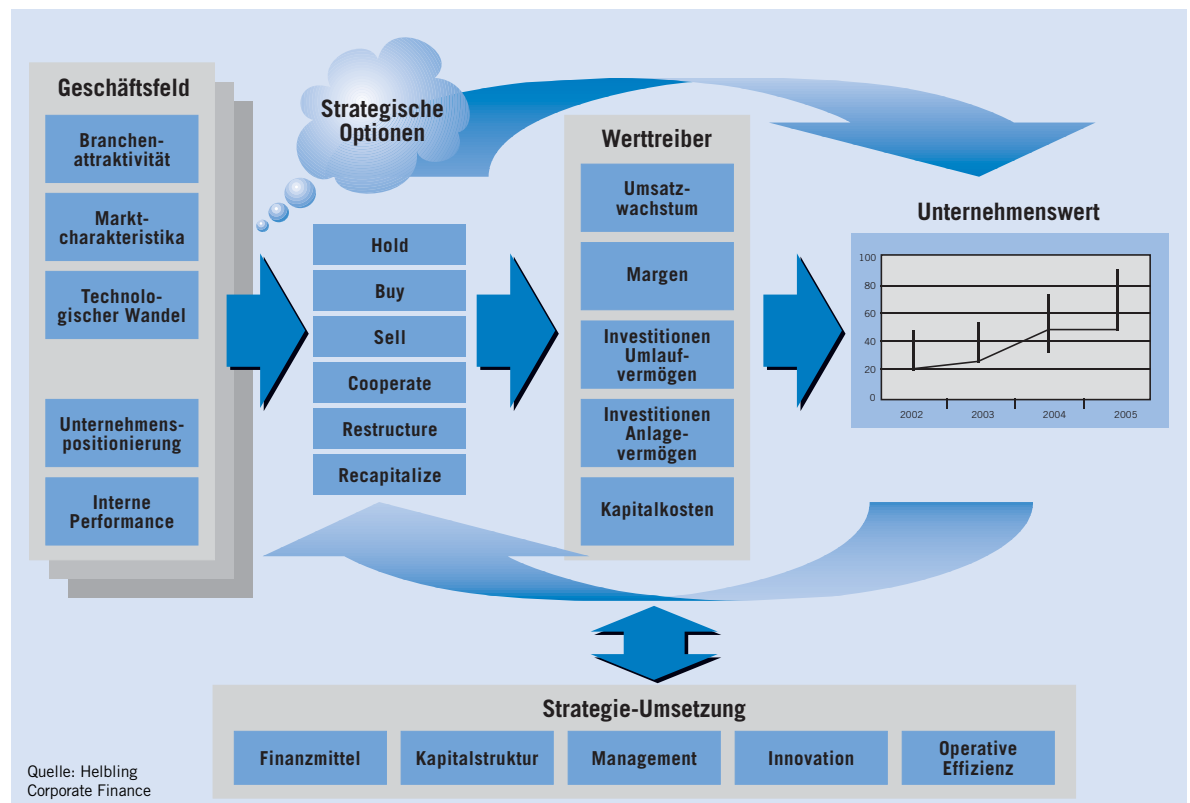 Geschäftsfeld
Branchen-
attraktivität
Markt-
charakteristika
Technolo-
gischer Wandel
Unternehmens-
positionierung
Interne
Performance
Strategische
Optionen
Hold
Buy
Sell
Cooperate
Restructure
Recapitalize
Werttreiber
Umsatz-
wachstum
Margen
Investitionen
Umlauf-
vermögen
Investitionen
Anlage-
vermögen
Kapitalkosten
Unternehmenswert
100
80
60
40
20
0
2002 2003 2004 2005
Strategie-Umsetzung
Finanzmittel
Kapitalstruktur
Management
Innovation
Operative
Effizienz
Quelle: Helbling
Corporate Finance